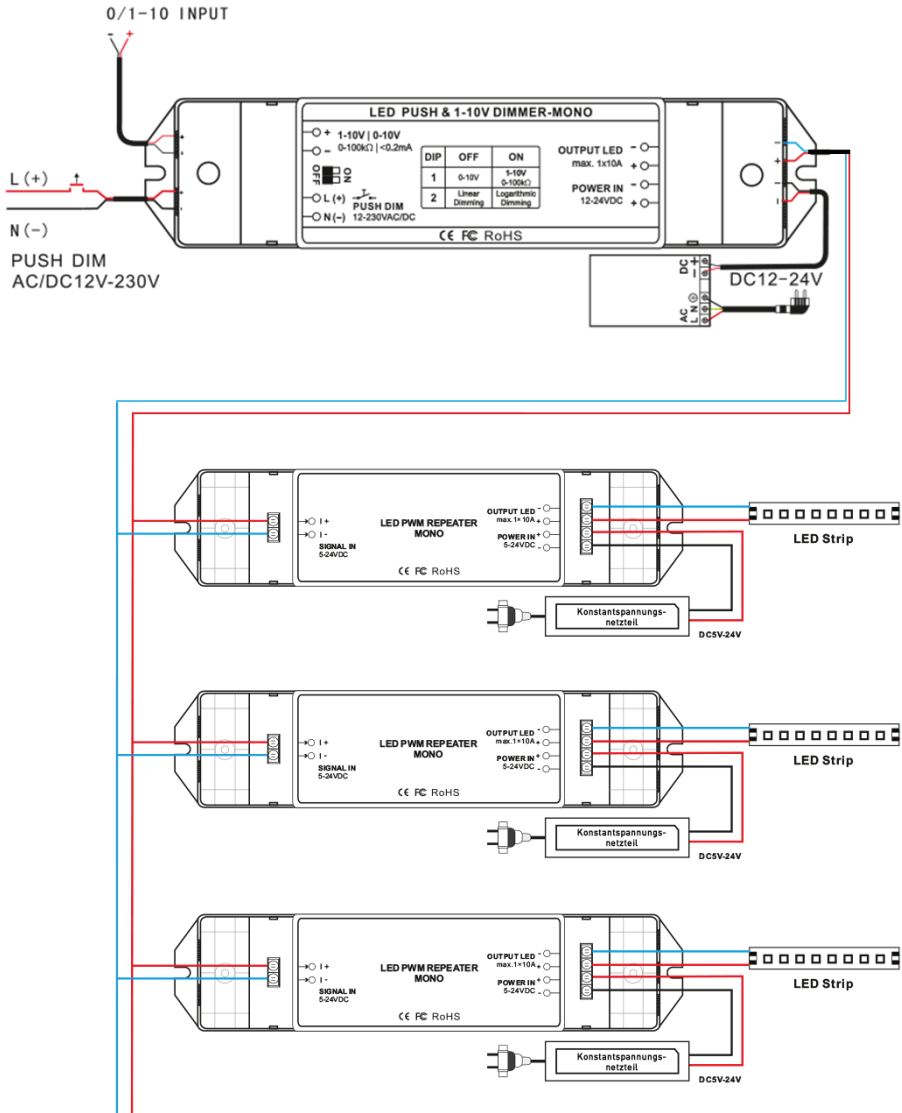 0/1-10 INPUT
- +
LED PUSH & 1-10V DIMMER-MONO
+ 1-10V | 0-10V
- 0-100kΩ | <0.2mA
OFF ON
L (+)
PUSH DIM
N (-) 12-230VAC/DC
DIP OFF ON
1 0-10V 1-10V
0-100kΩ
2 Linear Logarithmic
Dimming Dimming
OUTPUT LED -
max. 1x10A +
POWER IN -
12-24VDC +
CE FC RoHS
L (+)
N (-)
PUSH DIM
AC/DC12V-230V
DC + -
AC L N
DC12-24V
I +
I -
SIGNAL IN
5-24VDC
LED PWM REPEATER
MONO
OUTPUT LED -
max.1×10A +
POWER IN +
5-24VDC -
CE FC RoHS
LED Strip
Konstantspannungs-
netzteil
DC5V-24V
I +
I -
SIGNAL IN
5-24VDC
LED PWM REPEATER
MONO
OUTPUT LED -
max.1×10A +
POWER IN +
5-24VDC -
CE FC RoHS
LED Strip
Konstantspannungs-
netzteil
DC5V-24V
I +
I -
SIGNAL IN
5-24VDC
LED PWM REPEATER
MONO
OUTPUT LED -
max.1×10A +
POWER IN +
5-24VDC -
CE FC RoHS
LED Strip
Konstantspannungs-
netzteil
DC5V-24V